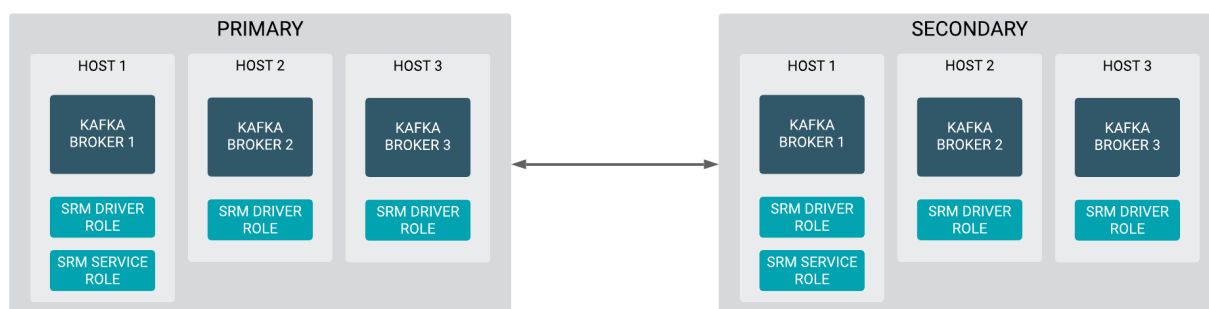 PRIMARY
HOST 1
KAFKA
BROKER 1
SRM DRIVER
ROLE
SRM SERVICE
ROLE
HOST 2
KAFKA
BROKER 2
SRM DRIVER
ROLE
HOST 3
KAFKA
BROKER 3
SRM DRIVER
ROLE
SECONDARY
HOST 1
KAFKA
BROKER 1
SRM DRIVER
ROLE
SRM SERVICE
ROLE
HOST 2
KAFKA
BROKER 2
SRM DRIVER
ROLE
HOST 3
KAFKA
BROKER 3
SRM DRIVER
ROLE